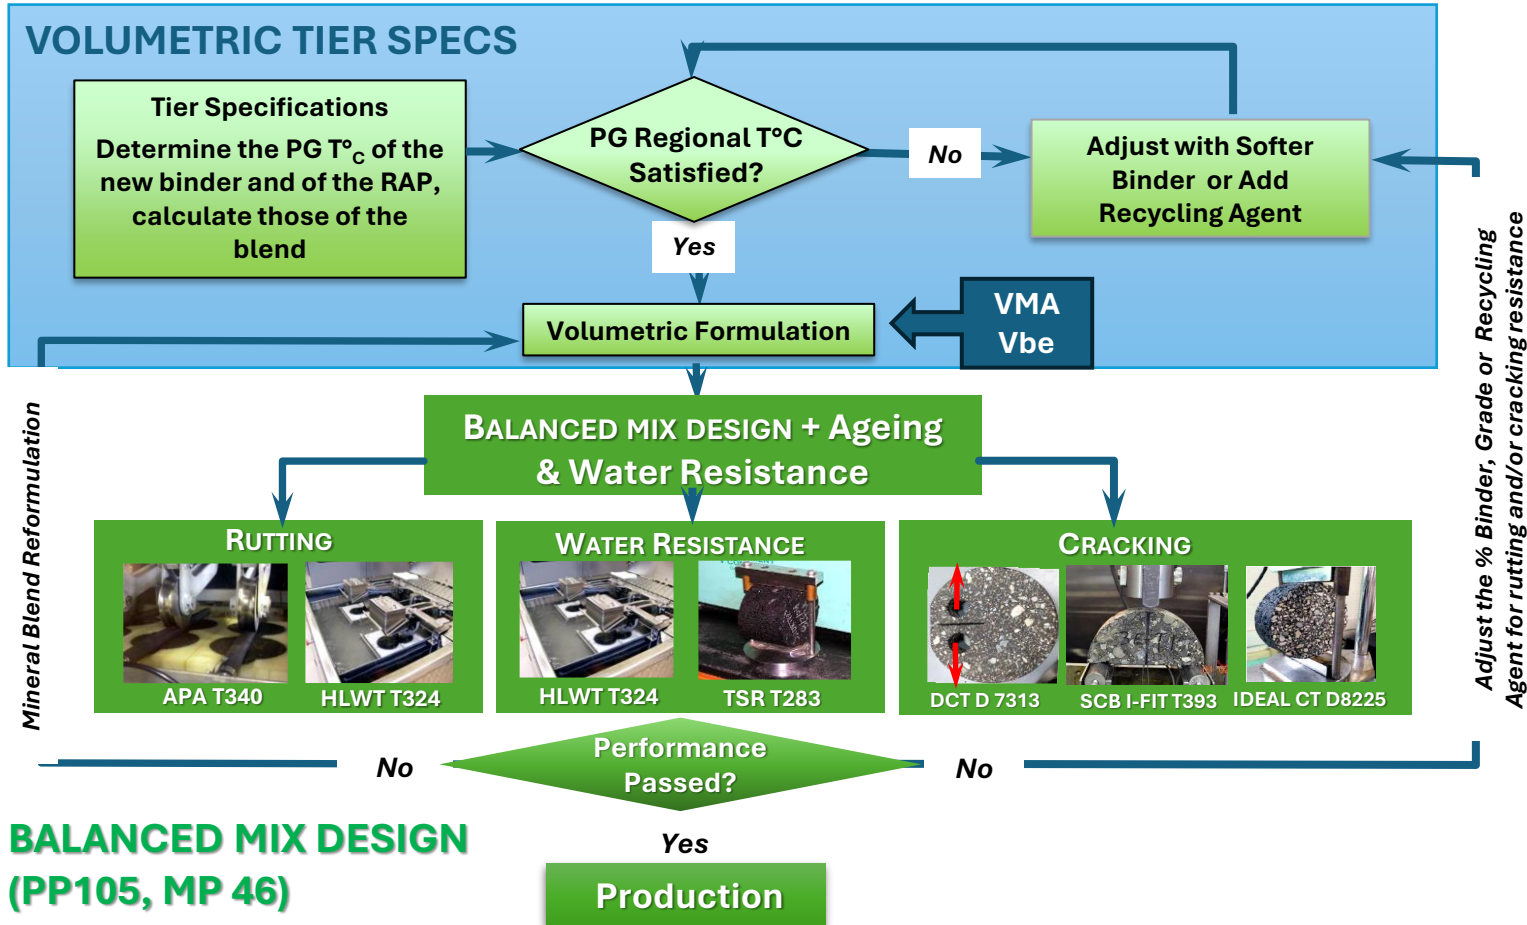 VOLUMETRIC TIER SPECS
Tier Specifications
Determine the PG T°C of the
new binder and of the RAP,
calculate those of the
blend
PG Regional T°C
Satisfied?
No
Adjust with Softer
Binder or Add
Recycling Agent
Yes
Volumetric Formulation
VMA
Vbe
Mineral Blend Reformulation
Adjust the % Binder, Grade or Recycling
Agent for rutting and/or cracking resistance
BALANCED MIX DESIGN + Ageing
& Water Resistance
RUTTING
APA T340
HLWT T324
WATER RESISTANCE
HLWT T324
TSR T283
CRACKING
DCT D 7313
SCB I-FIT T393
IDEAL CT D8225
Performance
Passed?
No
No
Yes
Production
BALANCED MIX DESIGN
(PP105, MP 46)